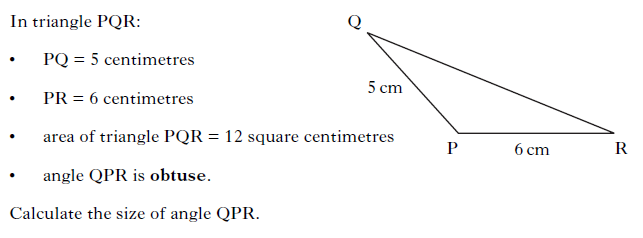 In triangle PQR:
• PQ = 5 centimetres
• PR = 6 centimetres
• area of triangle PQR = 12 square centimetres
• angle QPR is obtuse.
Calculate the size of angle QPR.
Q
5 cm
P
6 cm
R